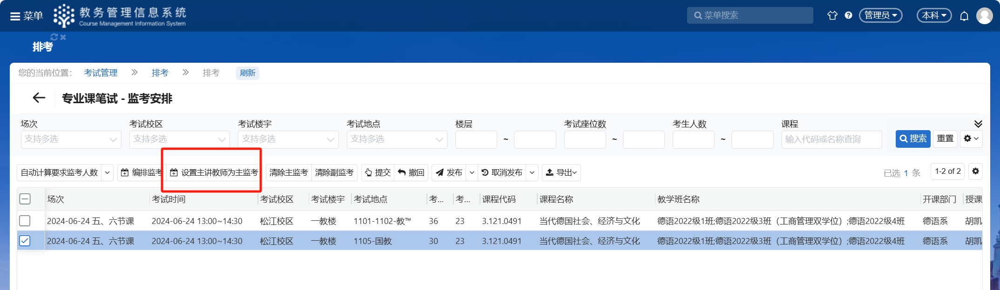 菜单
教务管理信息系统
Course Management Information System
菜单搜索
管理员
本科
排考
您的当前位置：
考试管理
排考
排考
刷新
专业课笔试 - 监考安排
场次 考试校区 考试楼宇 考试地点 楼层 考试座位数 考生人数 课程
支持多选 支持多选 支持多选 支持多选 ~ ~ ~ 输入代码或名称查询 搜索 重置
自动计算要求监考人数 编排监考 设置主讲教师为主监考 清除主监考 清除副监考 提交 撤回 发布 取消发布 导出 已选 1 条 1-2 of 2
场次 考试时间 考试校区 考试楼宇 考试地点 考... 考... 课程代码 课程名称 教学班名称 开课部门 授课
2024-06-24 五、六节课 2024-06-24 13:00~14:30 松江校区 一教楼 1101-1102-教™ 36 23 3.121.0491 当代德国社会、经济与文化 德语2022级1班;德语2022级3班（工商管理双学位）;德语2022级4班 德语系 胡凯
2024-06-24 五、六节课 2024-06-24 13:00~14:30 松江校区 一教楼 1105-国教 30 23 3.121.0491 当代德国社会、经济与文化 德语2022级1班;德语2022级3班（工商管理双学位）;德语2022级4班 德语系 胡凯